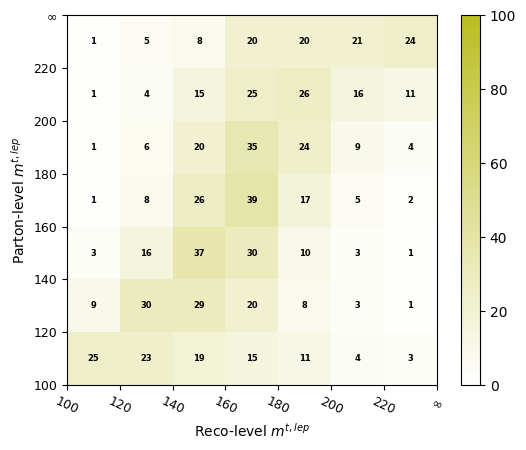 ∞ 1 5 8 20 20 21 24 100
220 1 4 15 25 26 16 11 80
200 1 6 20 35 24 9 4
180 1 8 26 39 17 5 2 60
160 3 16 37 30 10 3 1 40
140 9 30 29 20 8 3 1 20
120 25 23 19 15 11 4 3
100 0
Parton-level m^{t, lep}
100 120 140 160 180 200 220 ∞
Reco-level m^{t, lep}